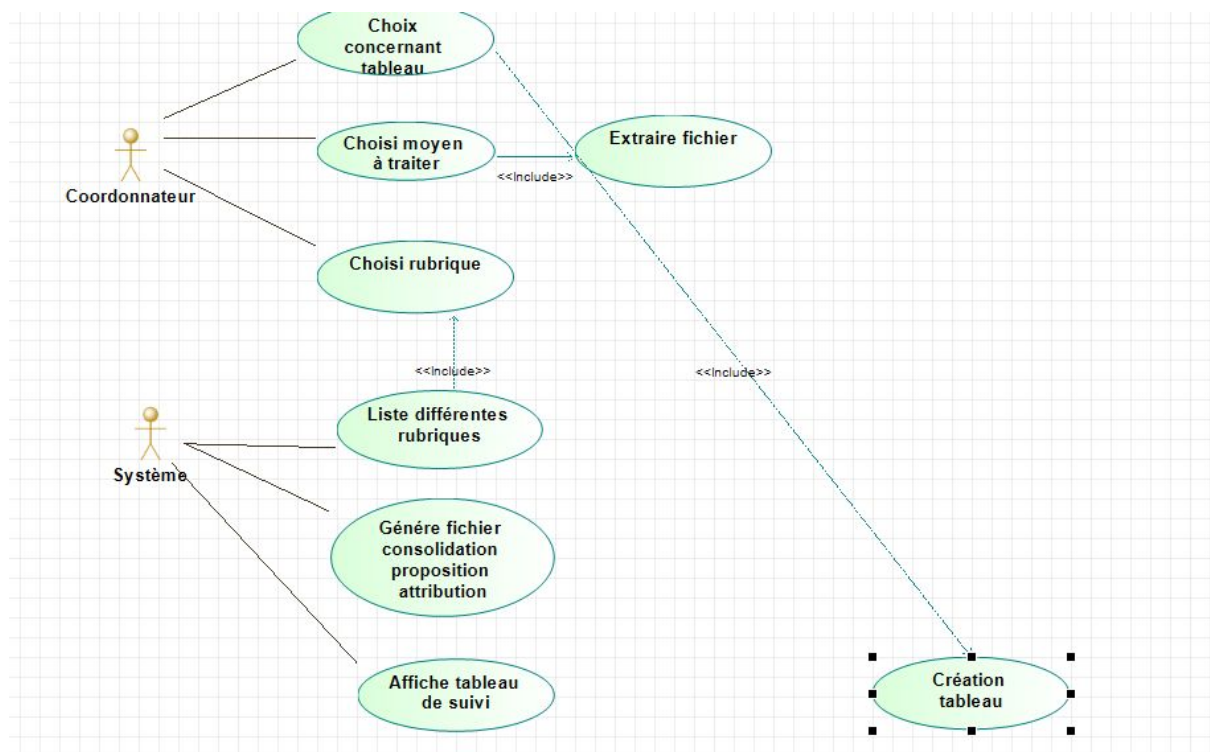 Choix
concernant
tableau
Choisi moyen
à traiter
Extraire fichier
<<Include>>
Coordonnateur
Choisi rubrique
<<Include>>
<<Include>>
Liste différentes
rubriques
Système
Génére fichier
consolidation
proposition
attribution
Affiche tableau
de suivi
Création
tableau